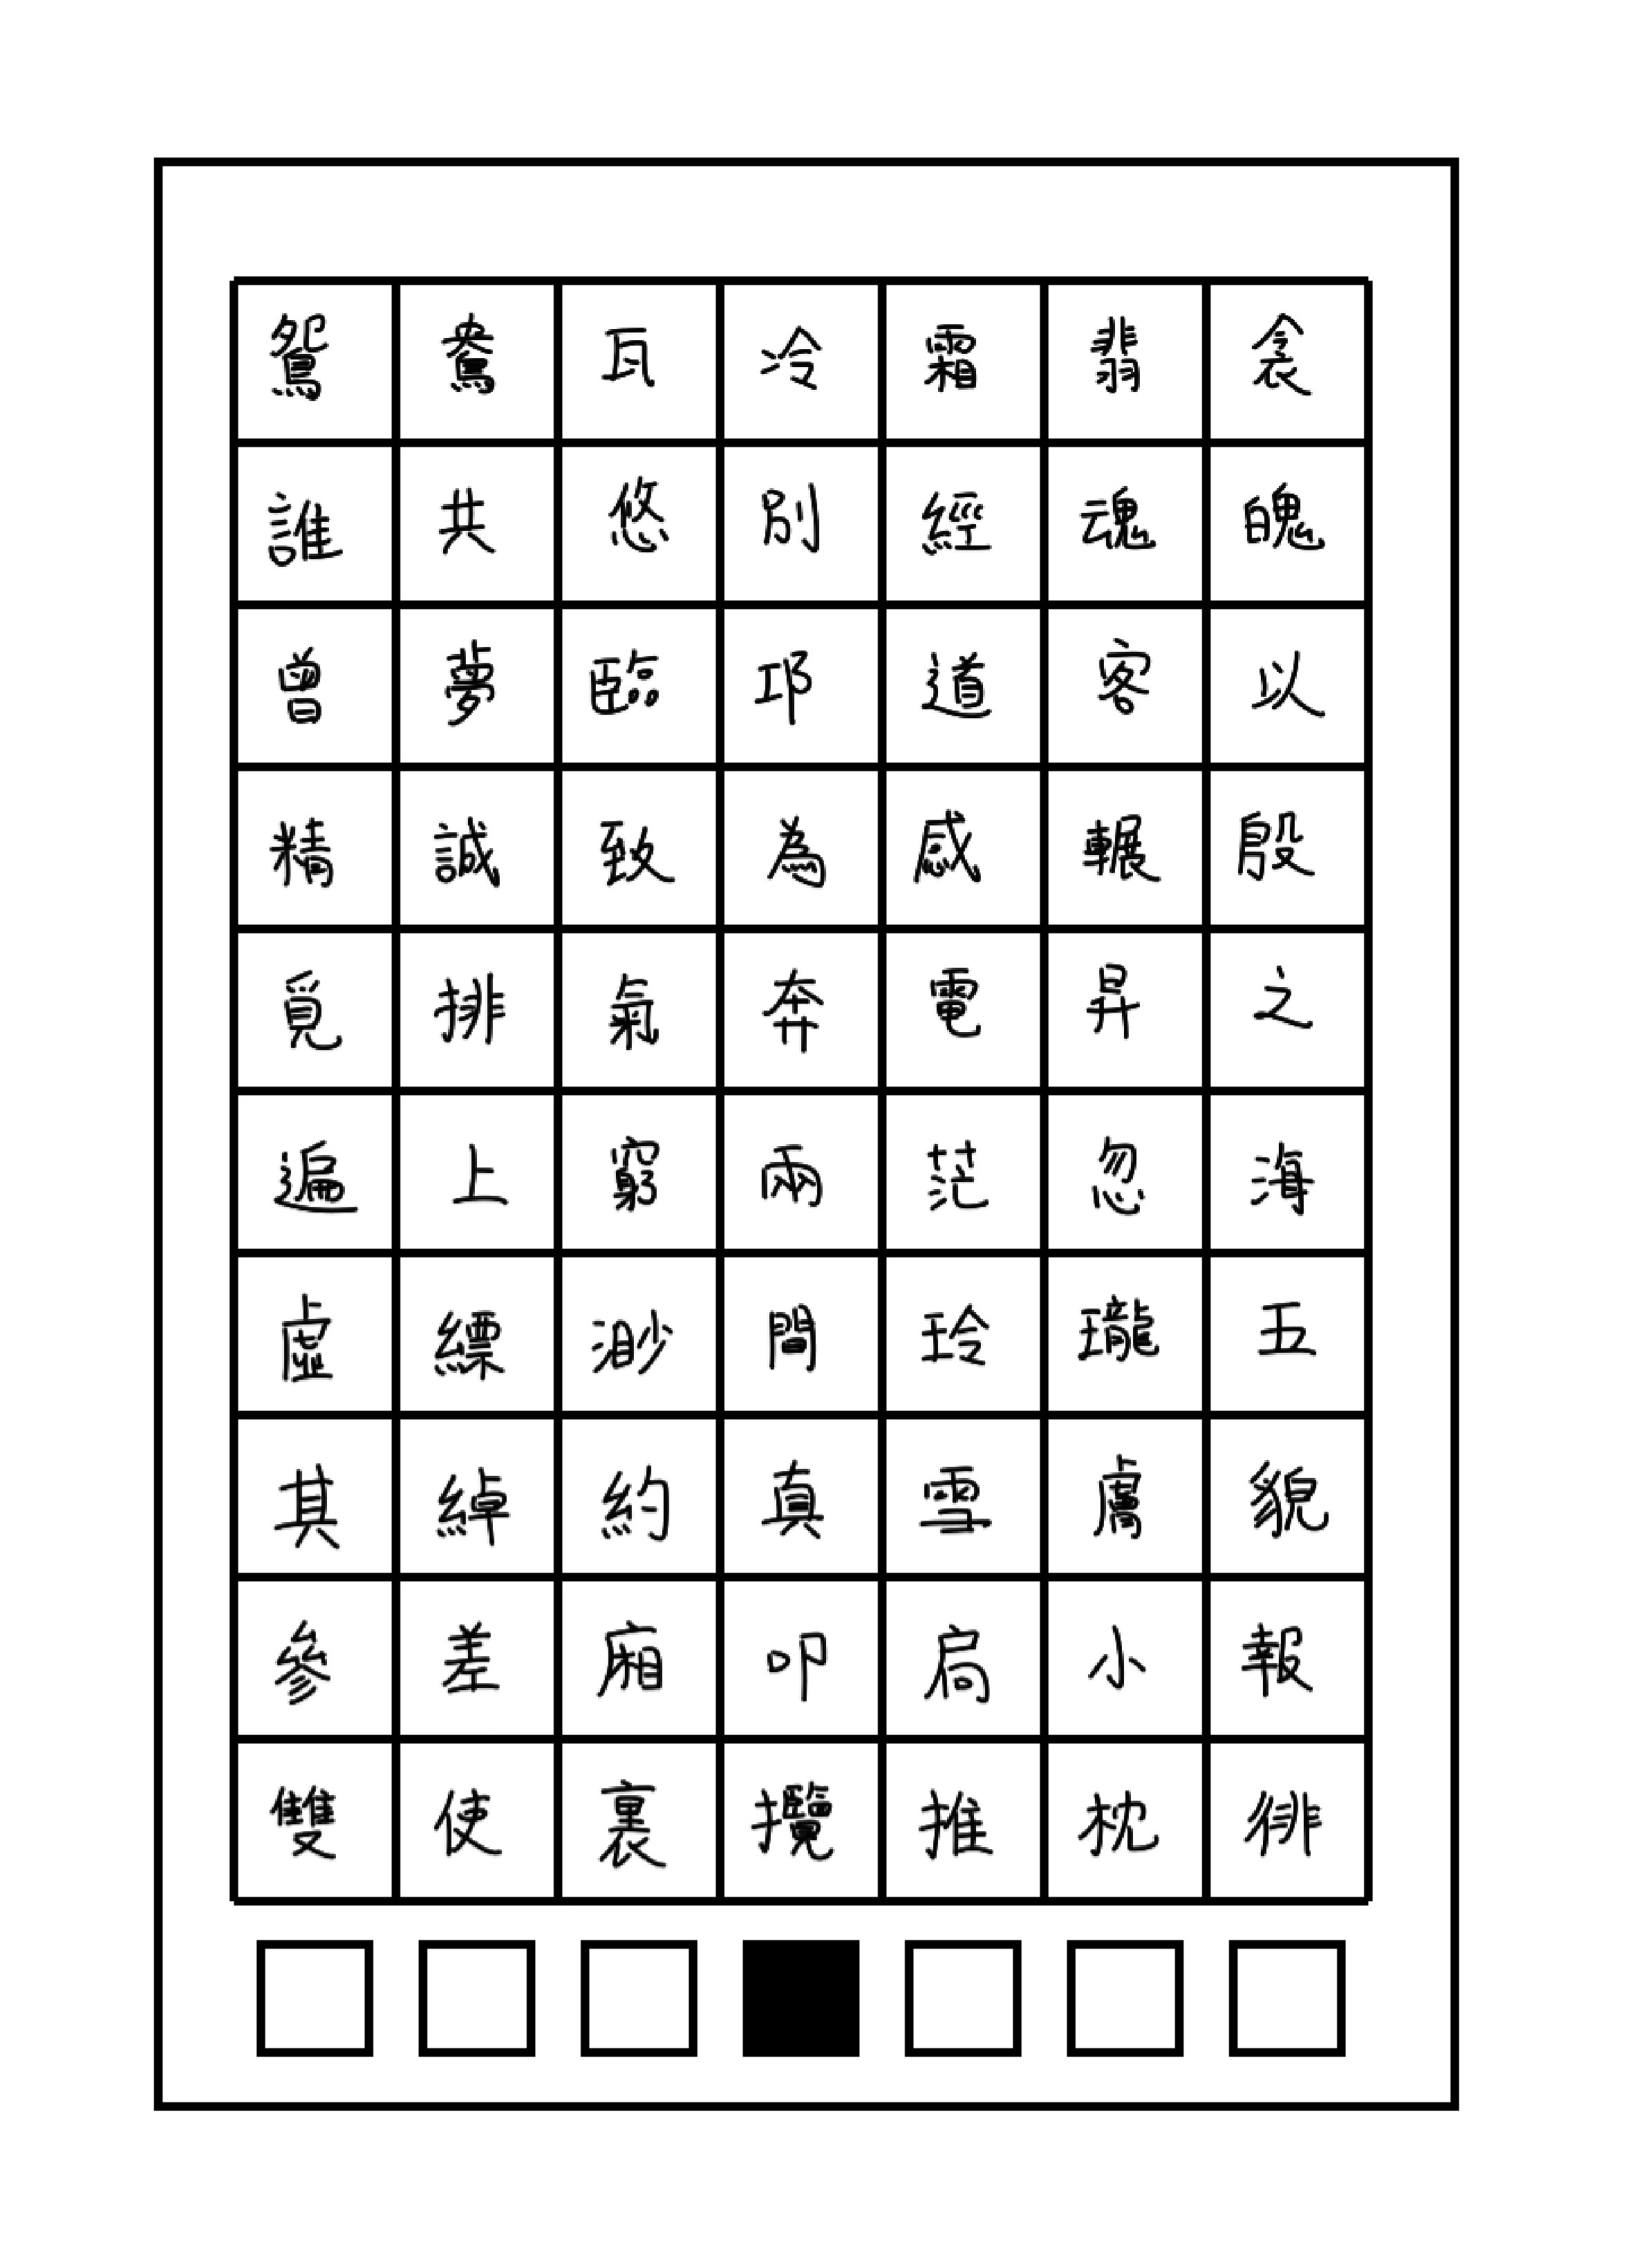 鴛鴦瓦冷霜翡衾
誰共悠別經魂魄
曾夢臨邛道客以
精誠致為感輾殷
覓排氣奔電昇之
遍上窮兩茫忽海
虛縹渺間玲瓏五
其綽約真雪膚貌
參差廂叩扃小報
雙使裏攬推枕徘